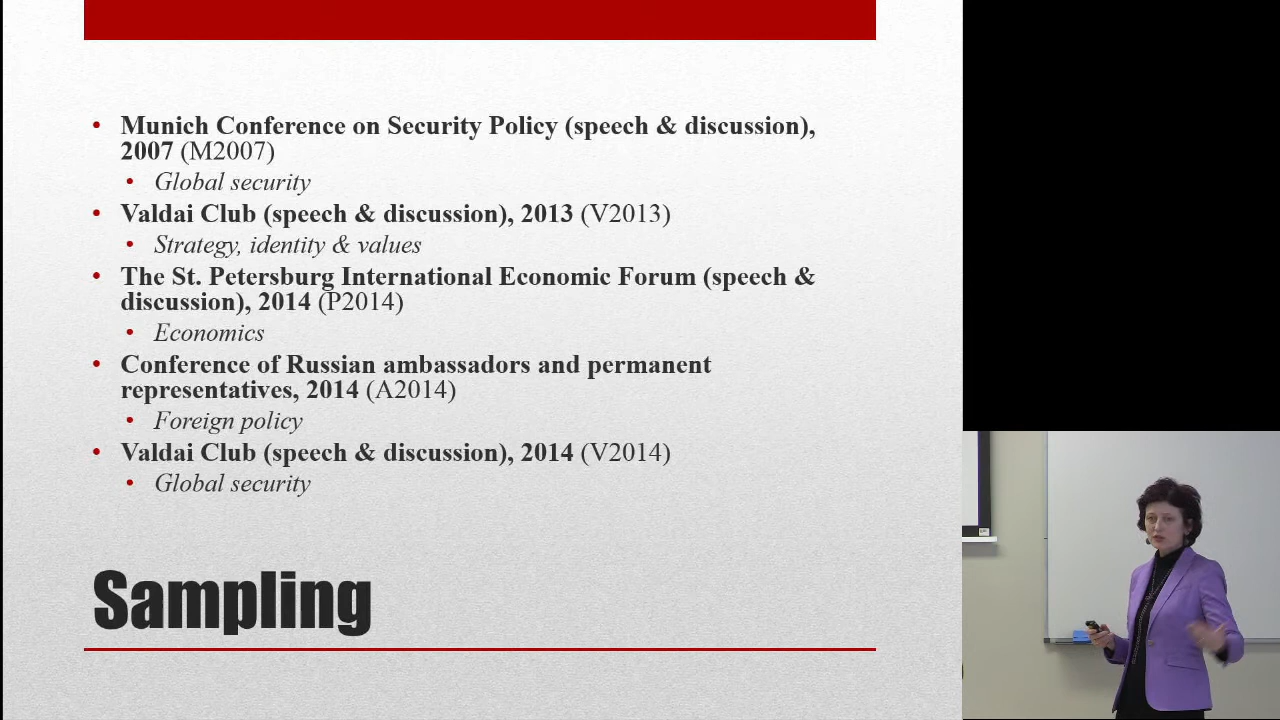 • Munich Conference on Security Policy (speech & discussion),
2007 (M2007)
• Global security
• Valdai Club (speech & discussion), 2013 (V2013)
• Strategy, identity & values
• The St. Petersburg International Economic Forum (speech &
discussion), 2014 (P2014)
• Economics
• Conference of Russian ambassadors and permanent
representatives, 2014 (A2014)
• Foreign policy
• Valdai Club (speech & discussion), 2014 (V2014)
• Global security
Sampling